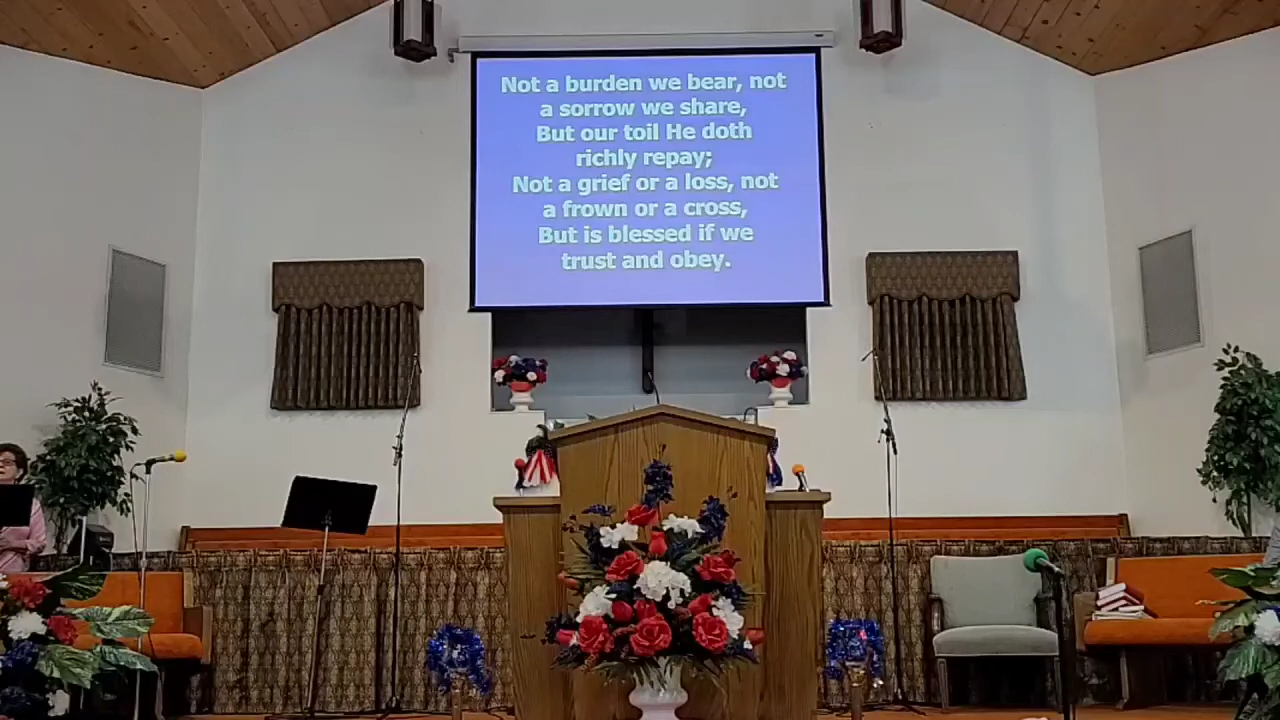 Not a burden we bear, not
a sorrow we share,
But our toil He doth
richly repay;
Not a grief or a loss, not
a frown or a cross,
But is blessed if we
trust and obey.